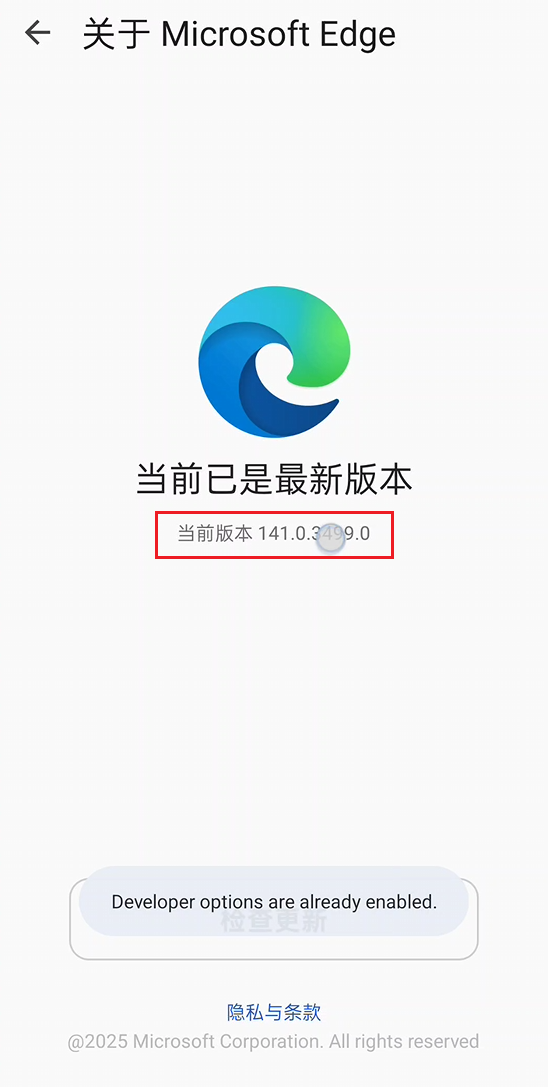 关于 Microsoft Edge
当前已是最新版本
当前版本 141.0.3499.0
Developer options are already enabled.
检查更新
隐私与条款
@2025 Microsoft Corporation. All rights reserved